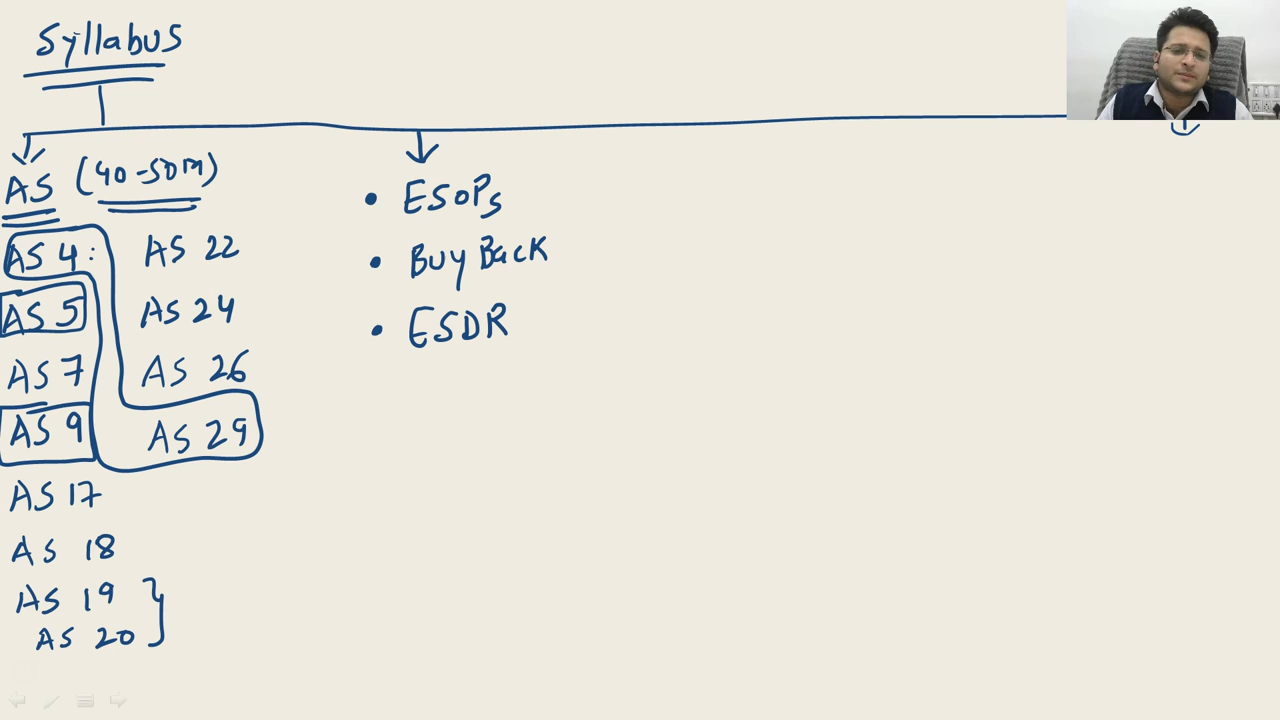 Syllabus
AS (40-50M)
AS 4:
AS 5
AS 7
AS 9
AS 17
AS 18
AS 19
AS 20
AS 22
AS 24
AS 26
AS 29
• ESOPs
• Buy Back
• ESDR